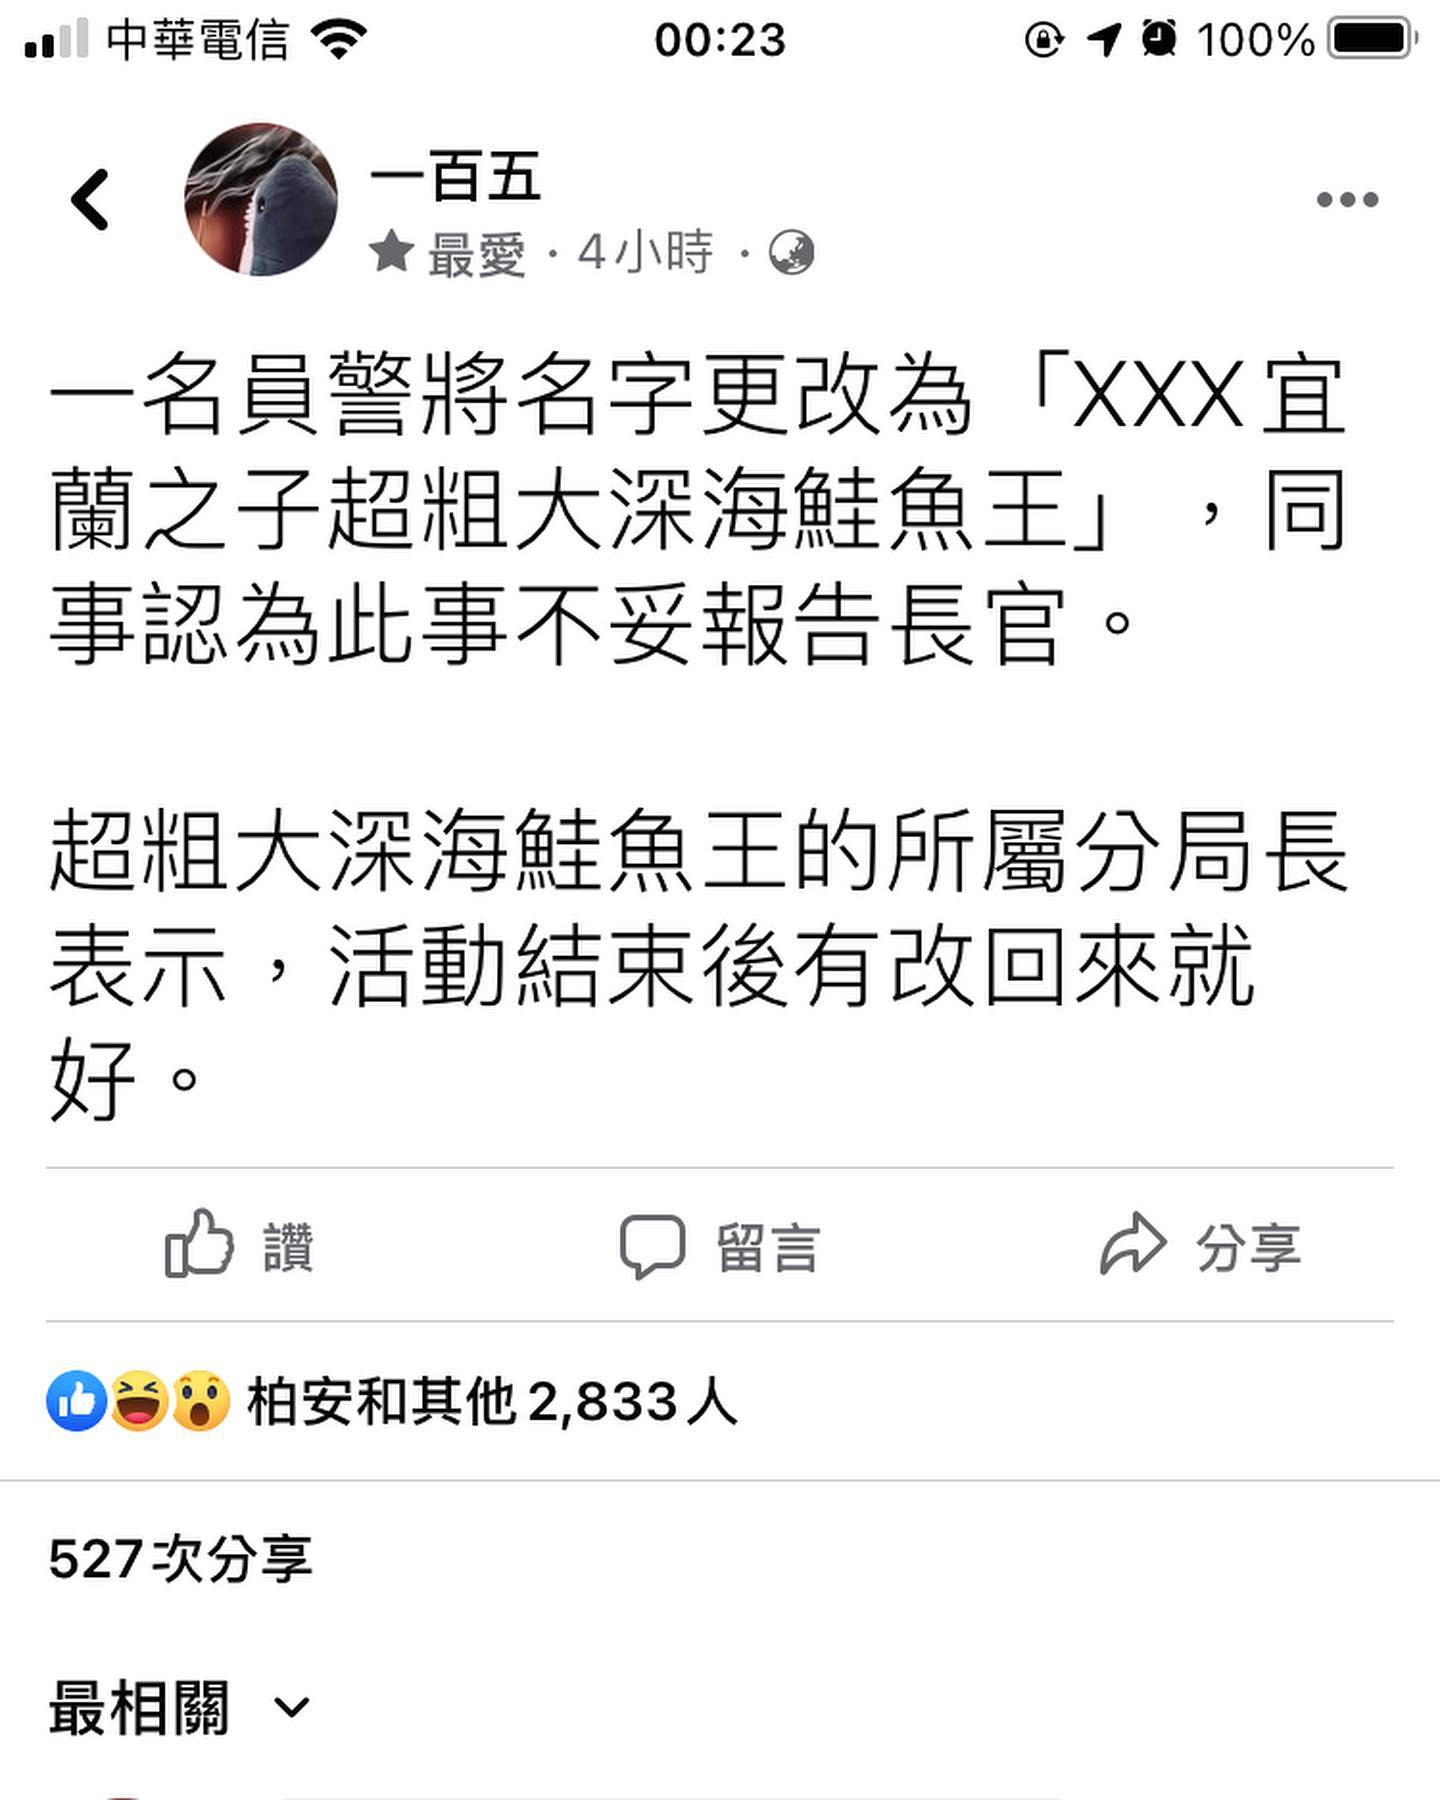 中華電信 00:23 100%
一百五
最愛 · 4小時 ·
一名員警將名字更改為「XXX宜
蘭之子超粗大深海鮭魚王」，同
事認為此事不妥報告長官。
超粗大深海鮭魚王的所屬分局長
表示，活動結束後有改回來就
好。
讚 留言 分享
柏安和其他2,833人
527次分享
最相關